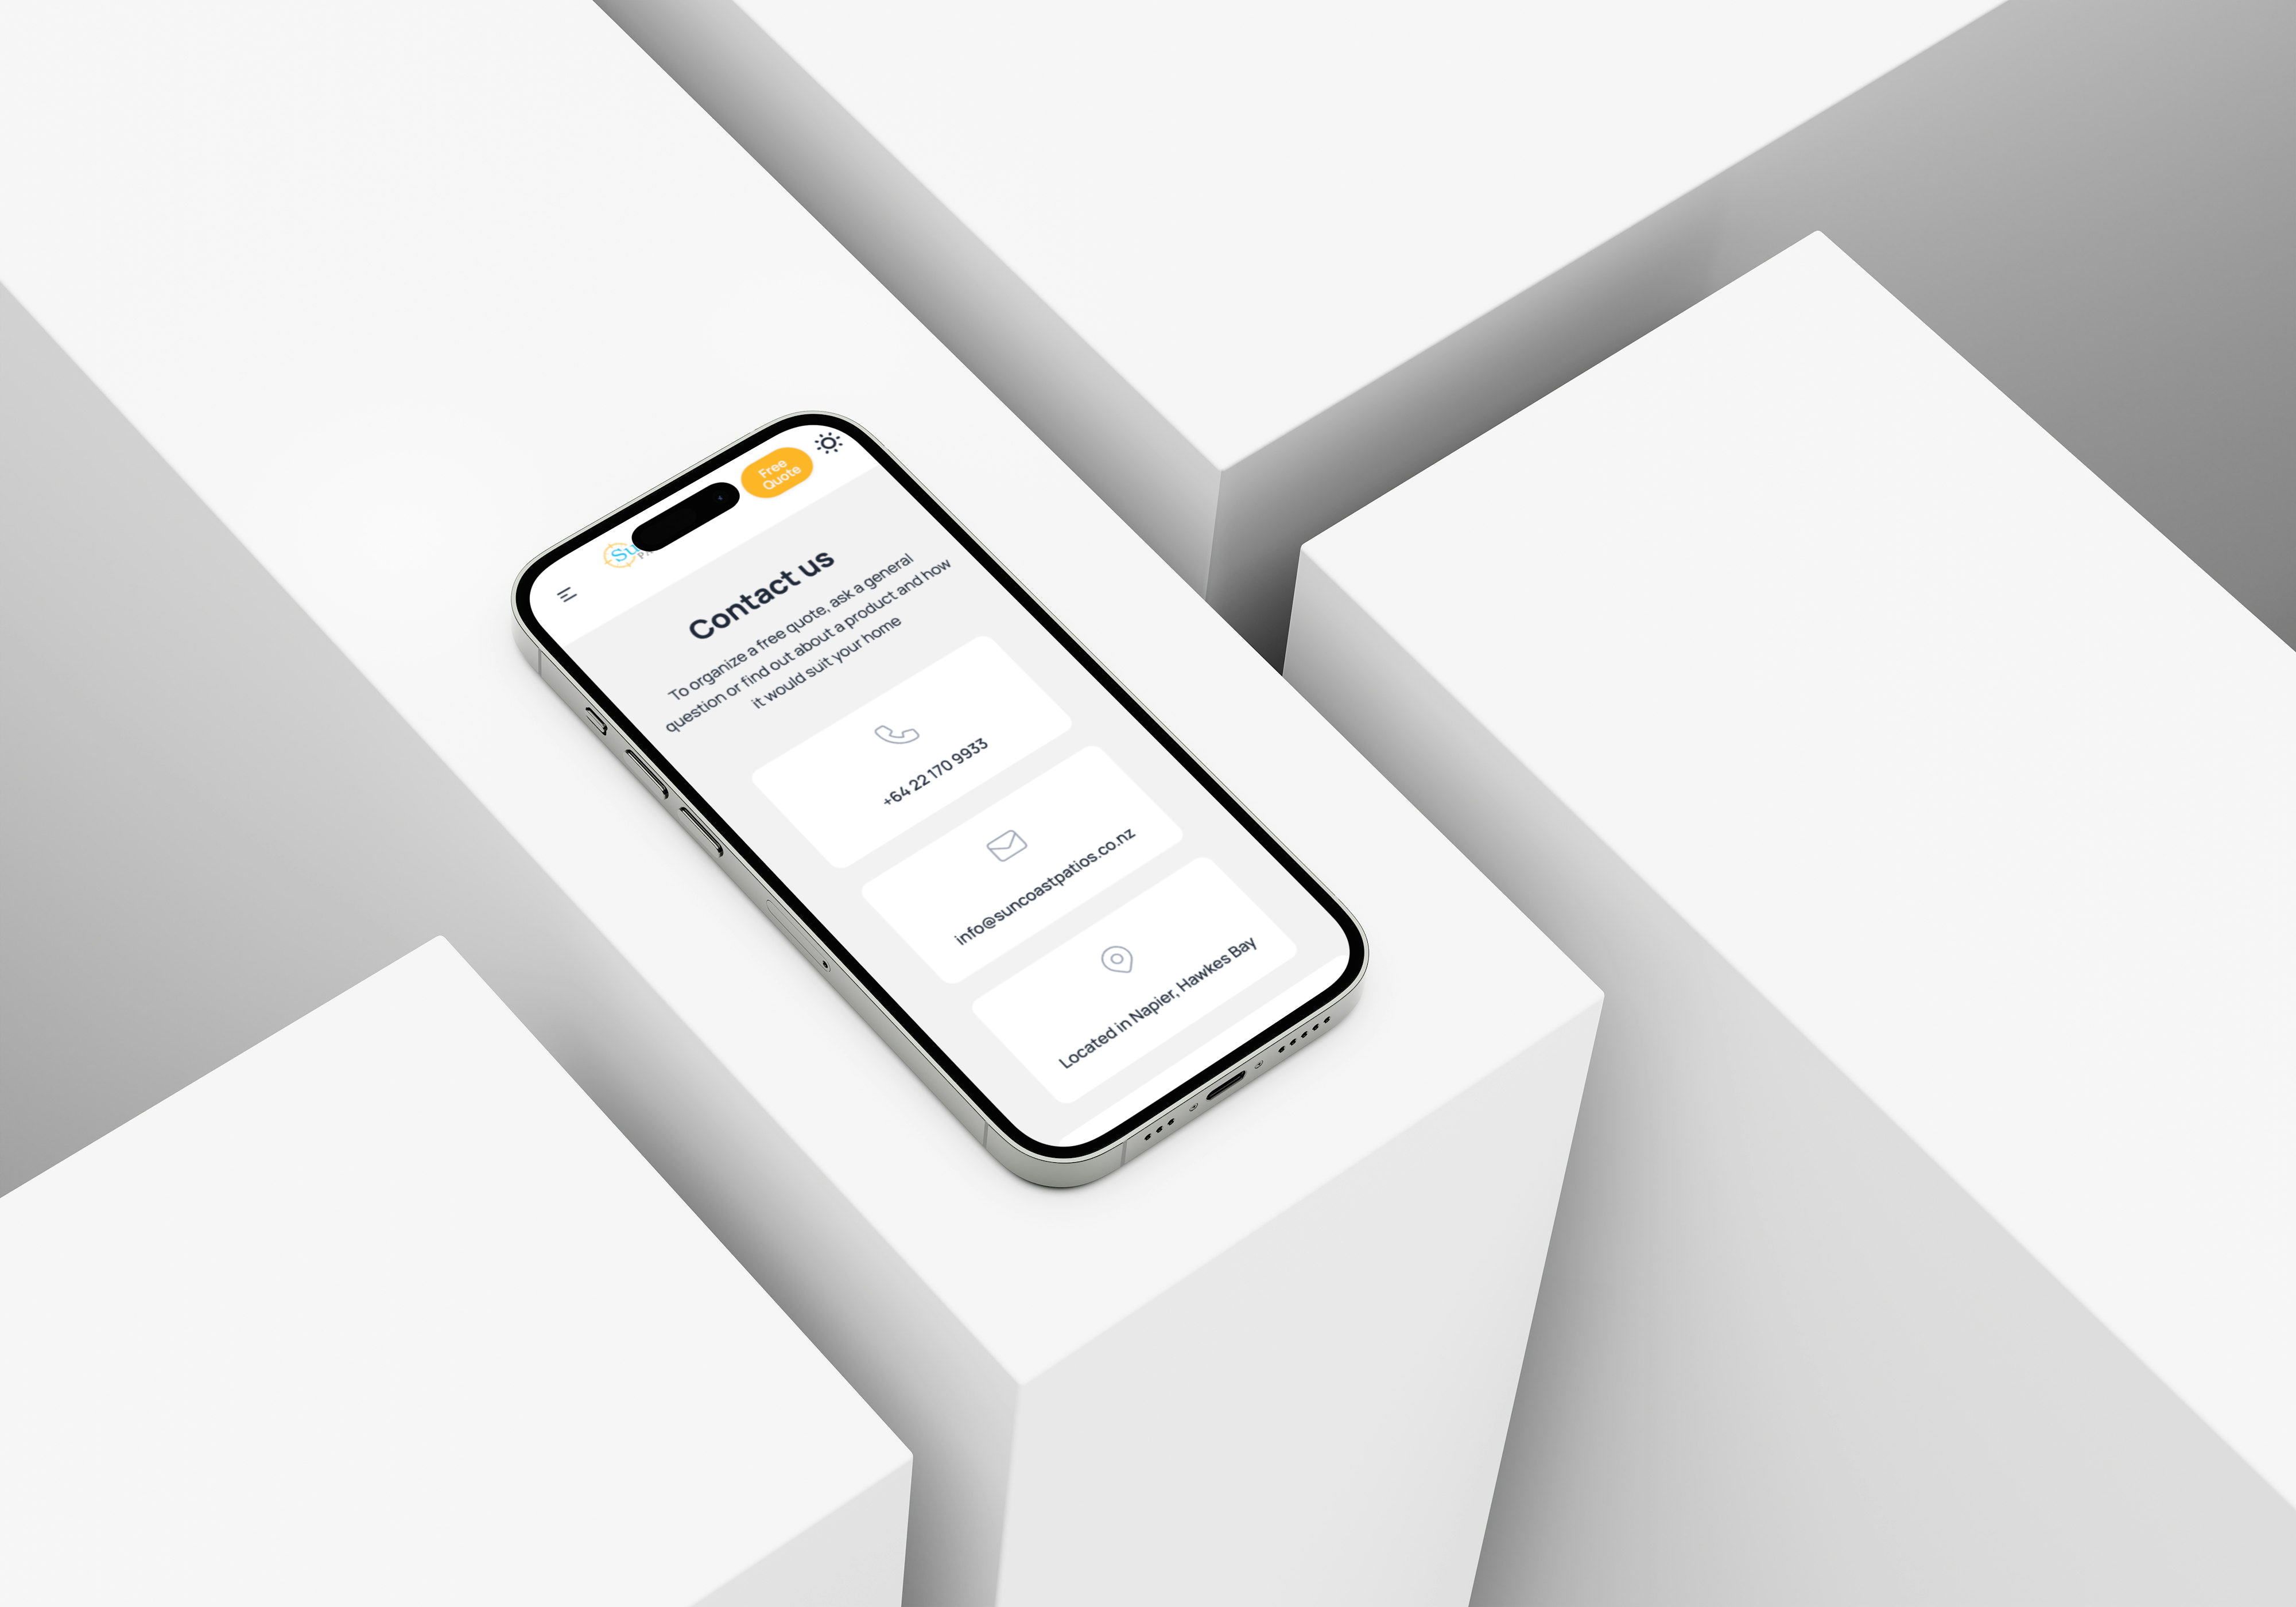 Free
Quote
Su
Contact us
To organize a free quote, ask a general
question or find out about a product and how
it would suit your home
+64 22 170 9933
info@suncoastpatios.co.nz
Located in Napier, Hawkes Bay